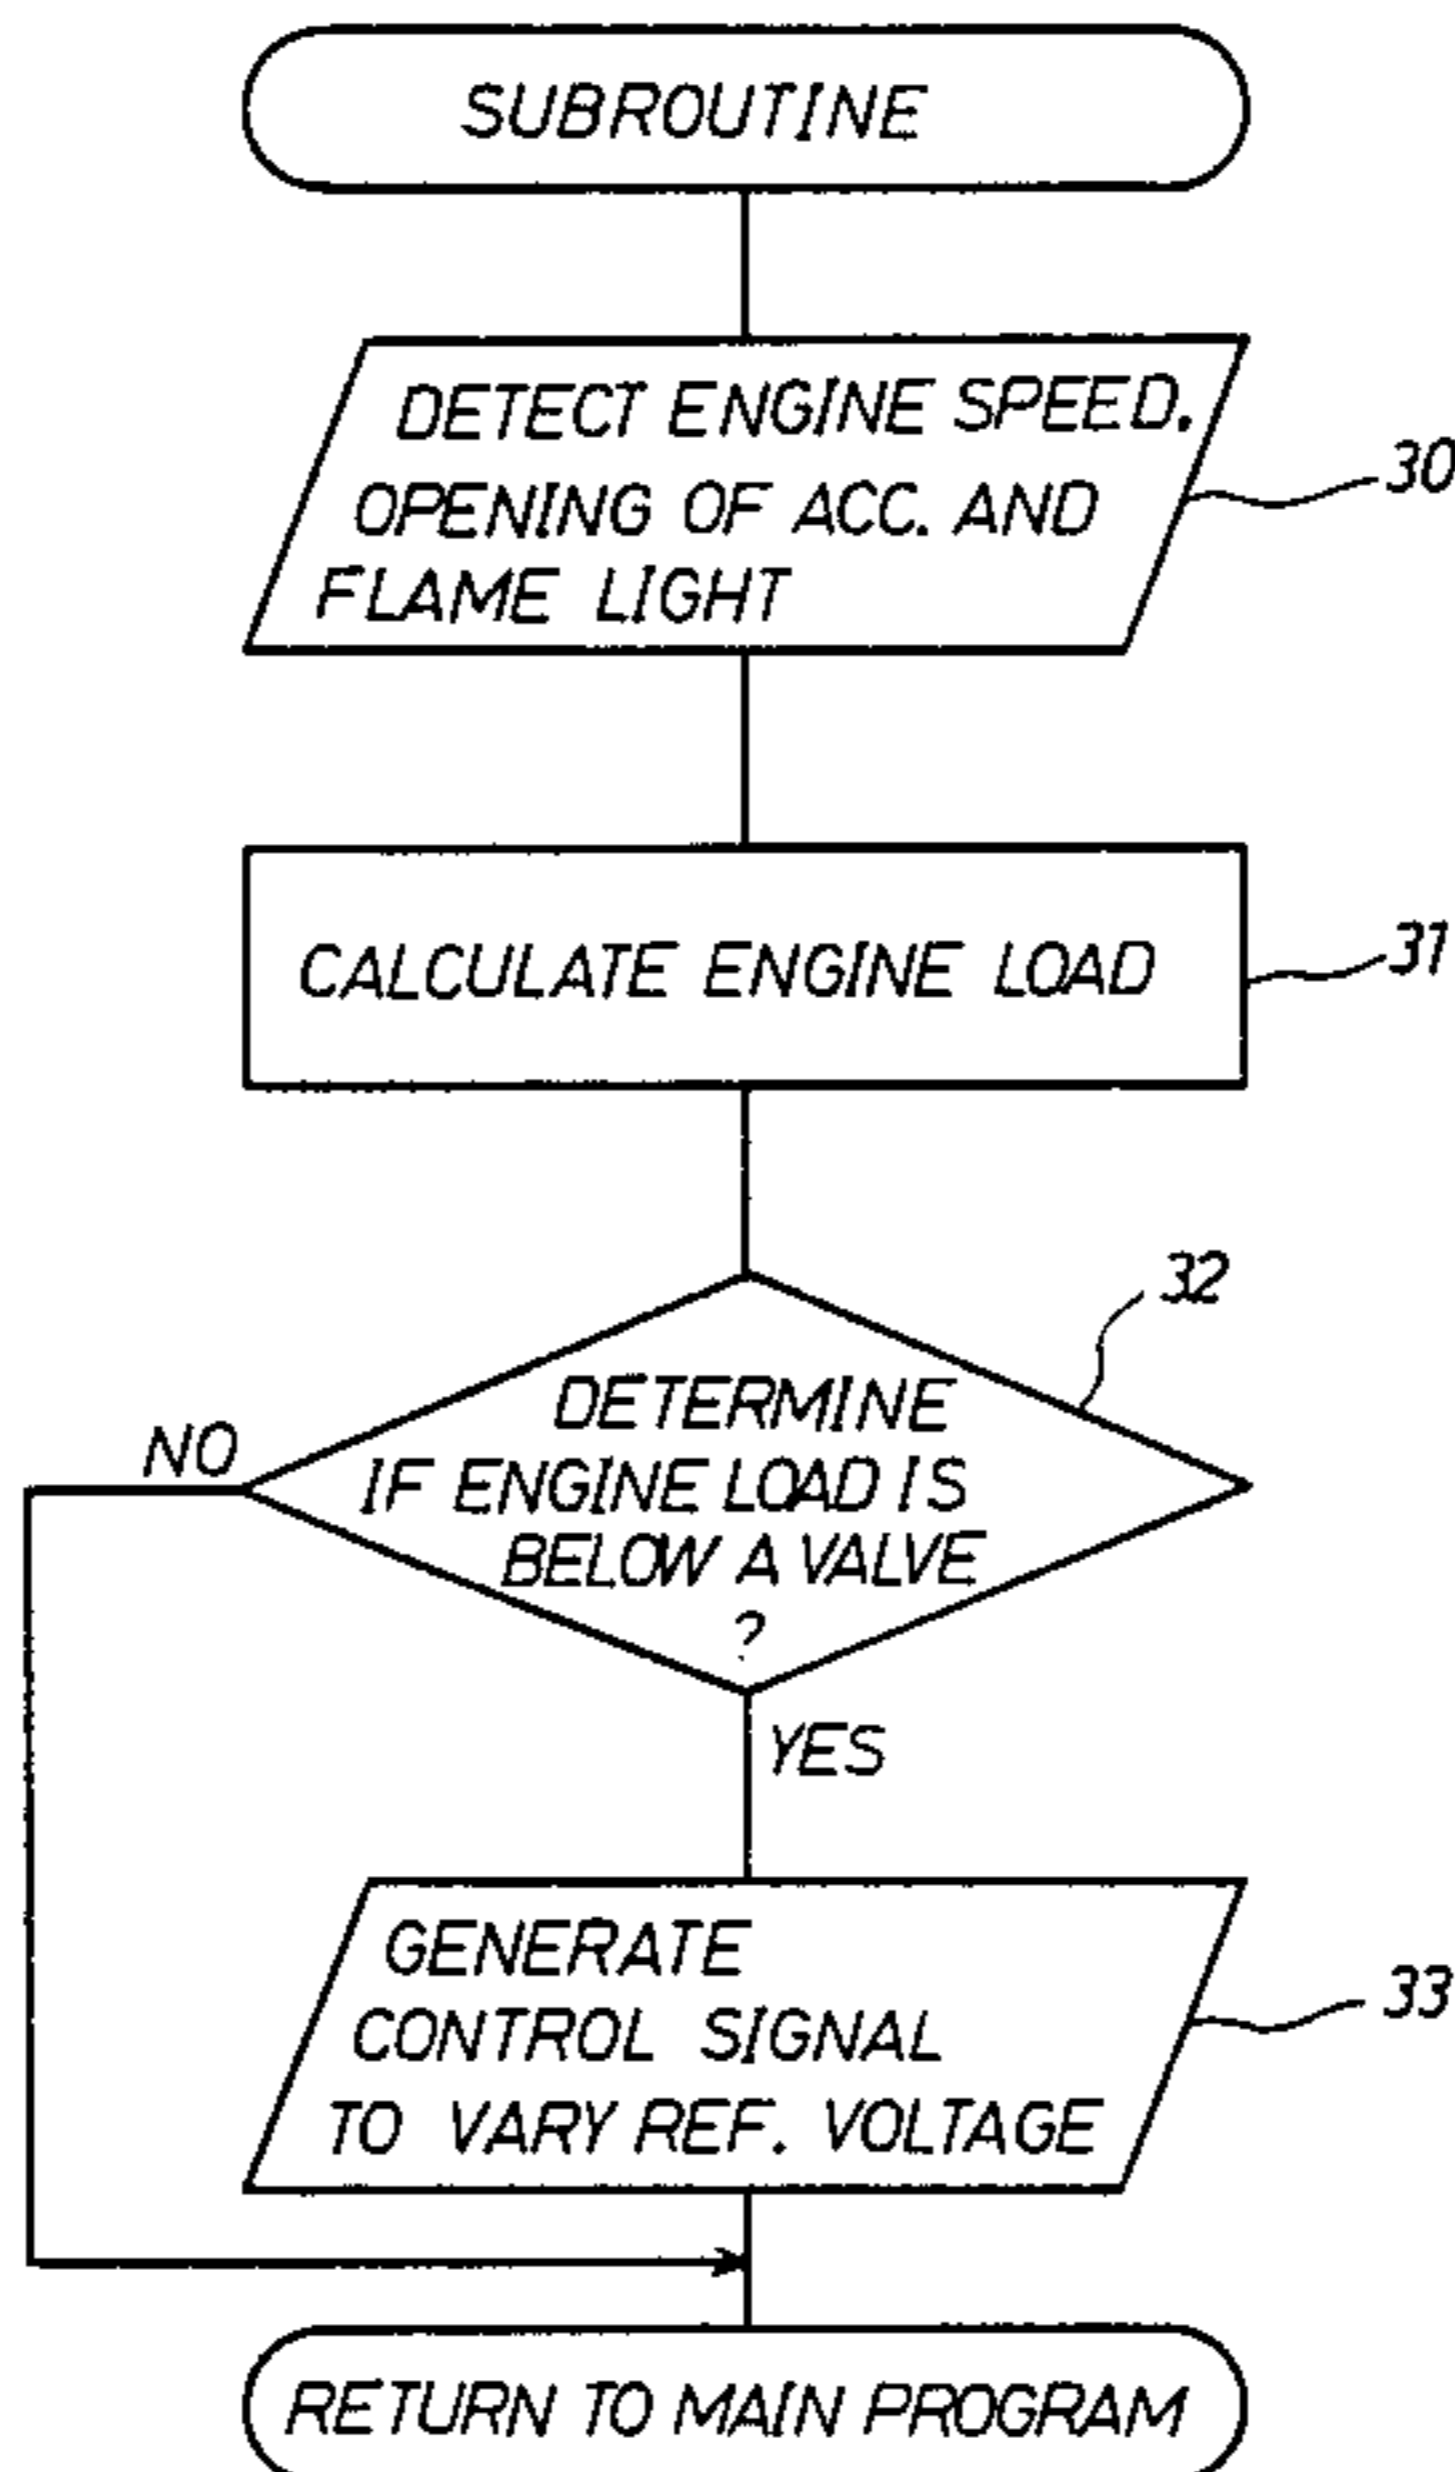 SUBROUTINE
DETECT ENGINE SPEED.
OPENING OF ACC. AND
FLAME LIGHT
30
CALCULATE ENGINE LOAD
31
32
DETERMINE
IF ENGINE LOAD IS
BELOW A VALVE
?
NO
YES
GENERATE
CONTROL SIGNAL
TO VARY REF. VOLTAGE
33
RETURN TO MAIN PROGRAM